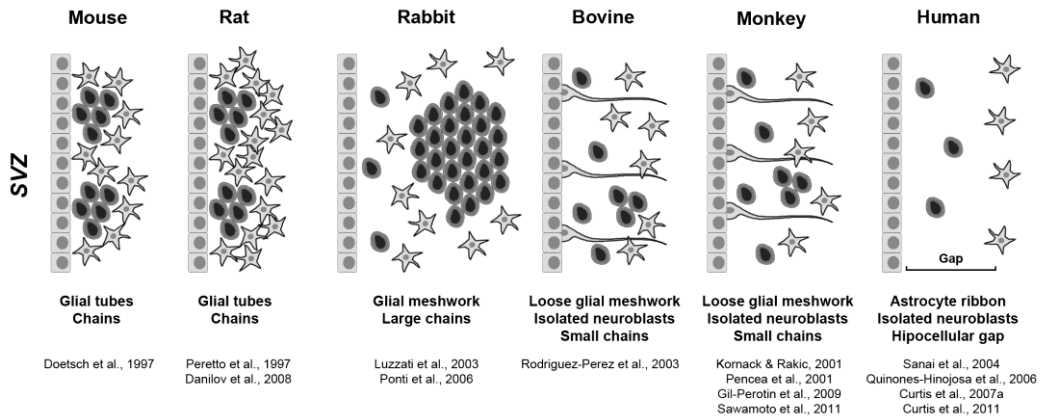 Mouse
Rat
Rabbit
Bovine
Monkey
Human
SVZ
Gap
Glial tubes
Chains
Glial tubes
Chains
Glial meshwork
Large chains
Loose glial meshwork
Isolated neuroblasts
Small chains
Loose glial meshwork
Isolated neuroblasts
Small chains
Astrocyte ribbon
Isolated neuroblasts
Hipocellular gap
Doetsch et al., 1997
Peretto et al., 1997
Danilov et al., 2008
Luzzati et al., 2003
Ponti et al., 2006
Rodriguez-Perez et al., 2003
Kornack & Rakic, 2001
Pencea et al., 2001
Gil-Perotin et al., 2009
Sawamoto et al., 2011
Sanai et al., 2004
Quinones-Hinojosa et al., 2006
Curtis et al., 2007a
Curtis et al., 2011